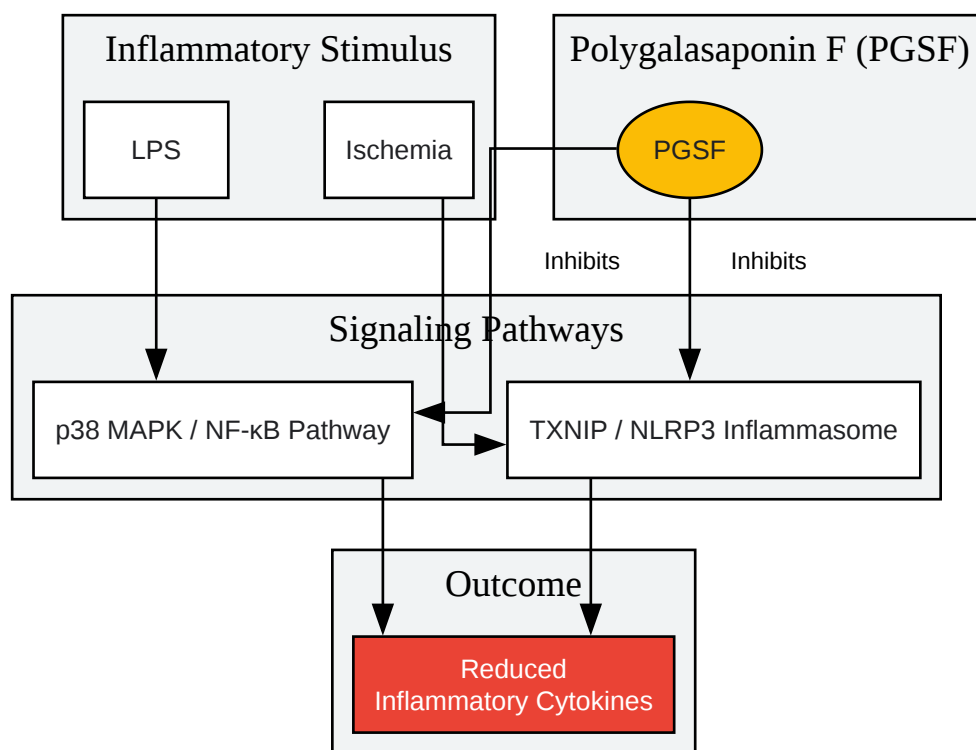 Inflammatory Stimulus
Polygalasaponin F (PGSF)
LPS
Ischemia
PGSF
Inhibits
Inhibits
Signaling Pathways
p38 MAPK / NF-κB Pathway
TXNIP / NLRP3 Inflammasome
Outcome
Reduced
Inflammatory Cytokines